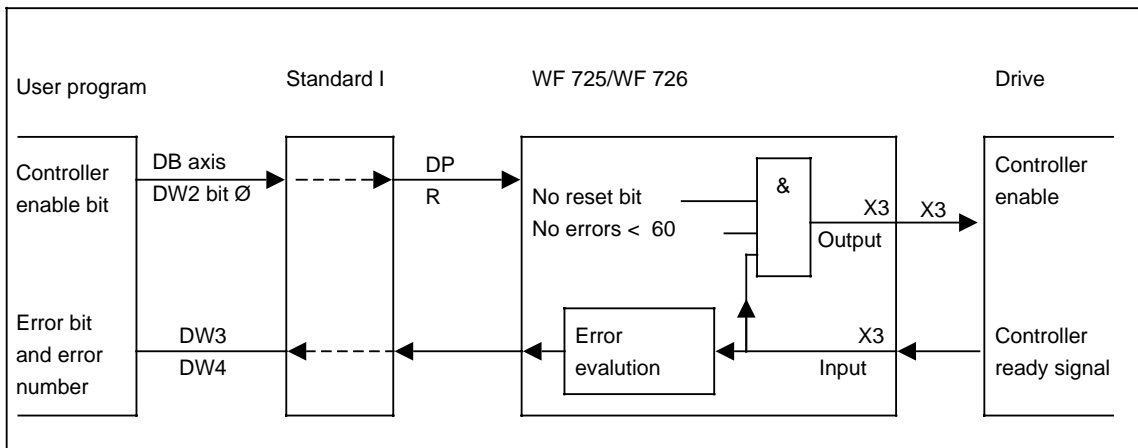 User program
Standard I
WF 725/WF 726
Drive
Controller
enable bit
DB axis
DW2 bit Ø
DP
R
No reset bit
No errors < 60
&
X3
Output
X3
Controller
enable
Error bit
and error
number
DW3
DW4
Error
evalution
X3
Input
Controller
ready signal